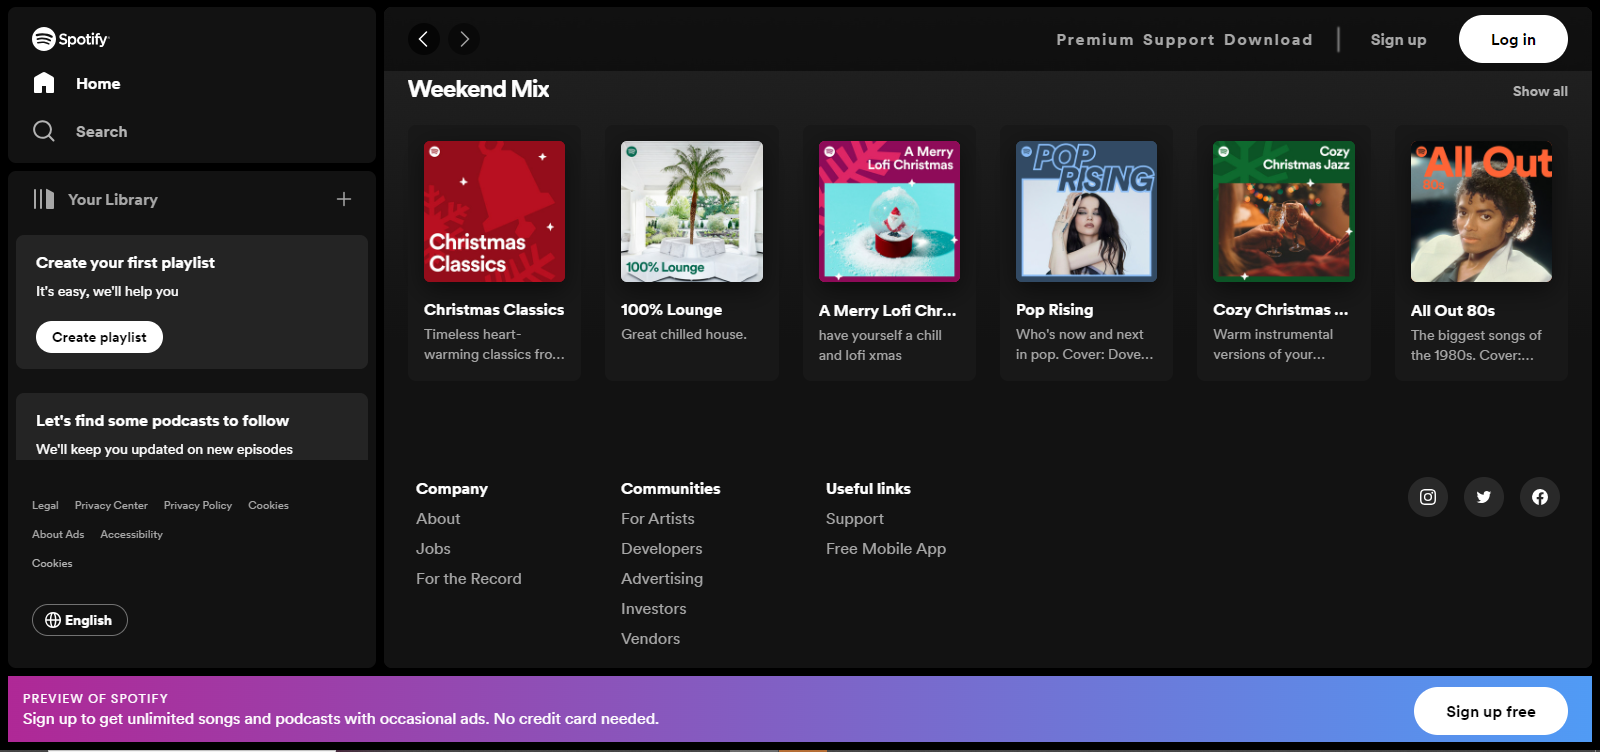 Spotify
Home
Search
Your Library
Create your first playlist
It's easy, we'll help you
Create playlist
Let's find some podcasts to follow
We'll keep you updated on new episodes
Legal Privacy Center Privacy Policy Cookies
About Ads Accessibility
Cookies
English
Premium Support Download
Sign up
Log in
Weekend Mix
Show all
Christmas
Classics
Christmas Classics
Timeless heart-
warming classics fro...
100% Lounge
100% Lounge
Great chilled house.
A Merry
Lofi Christmas
A Merry Lofi Chr...
have yourself a chill
and lofi xmas
POP
RISING
Pop Rising
Who's now and next
in pop. Cover: Dove...
Cozy
Christmas Jazz
Cozy Christmas ...
Warm instrumental
versions of your...
All Out
80s
All Out 80s
The biggest songs of
the 1980s. Cover:...
Company
About
Jobs
For the Record
Communities
For Artists
Developers
Advertising
Investors
Vendors
Useful links
Support
Free Mobile App
PREVIEW OF SPOTIFY
Sign up to get unlimited songs and podcasts with occasional ads. No credit card needed.
Sign up free